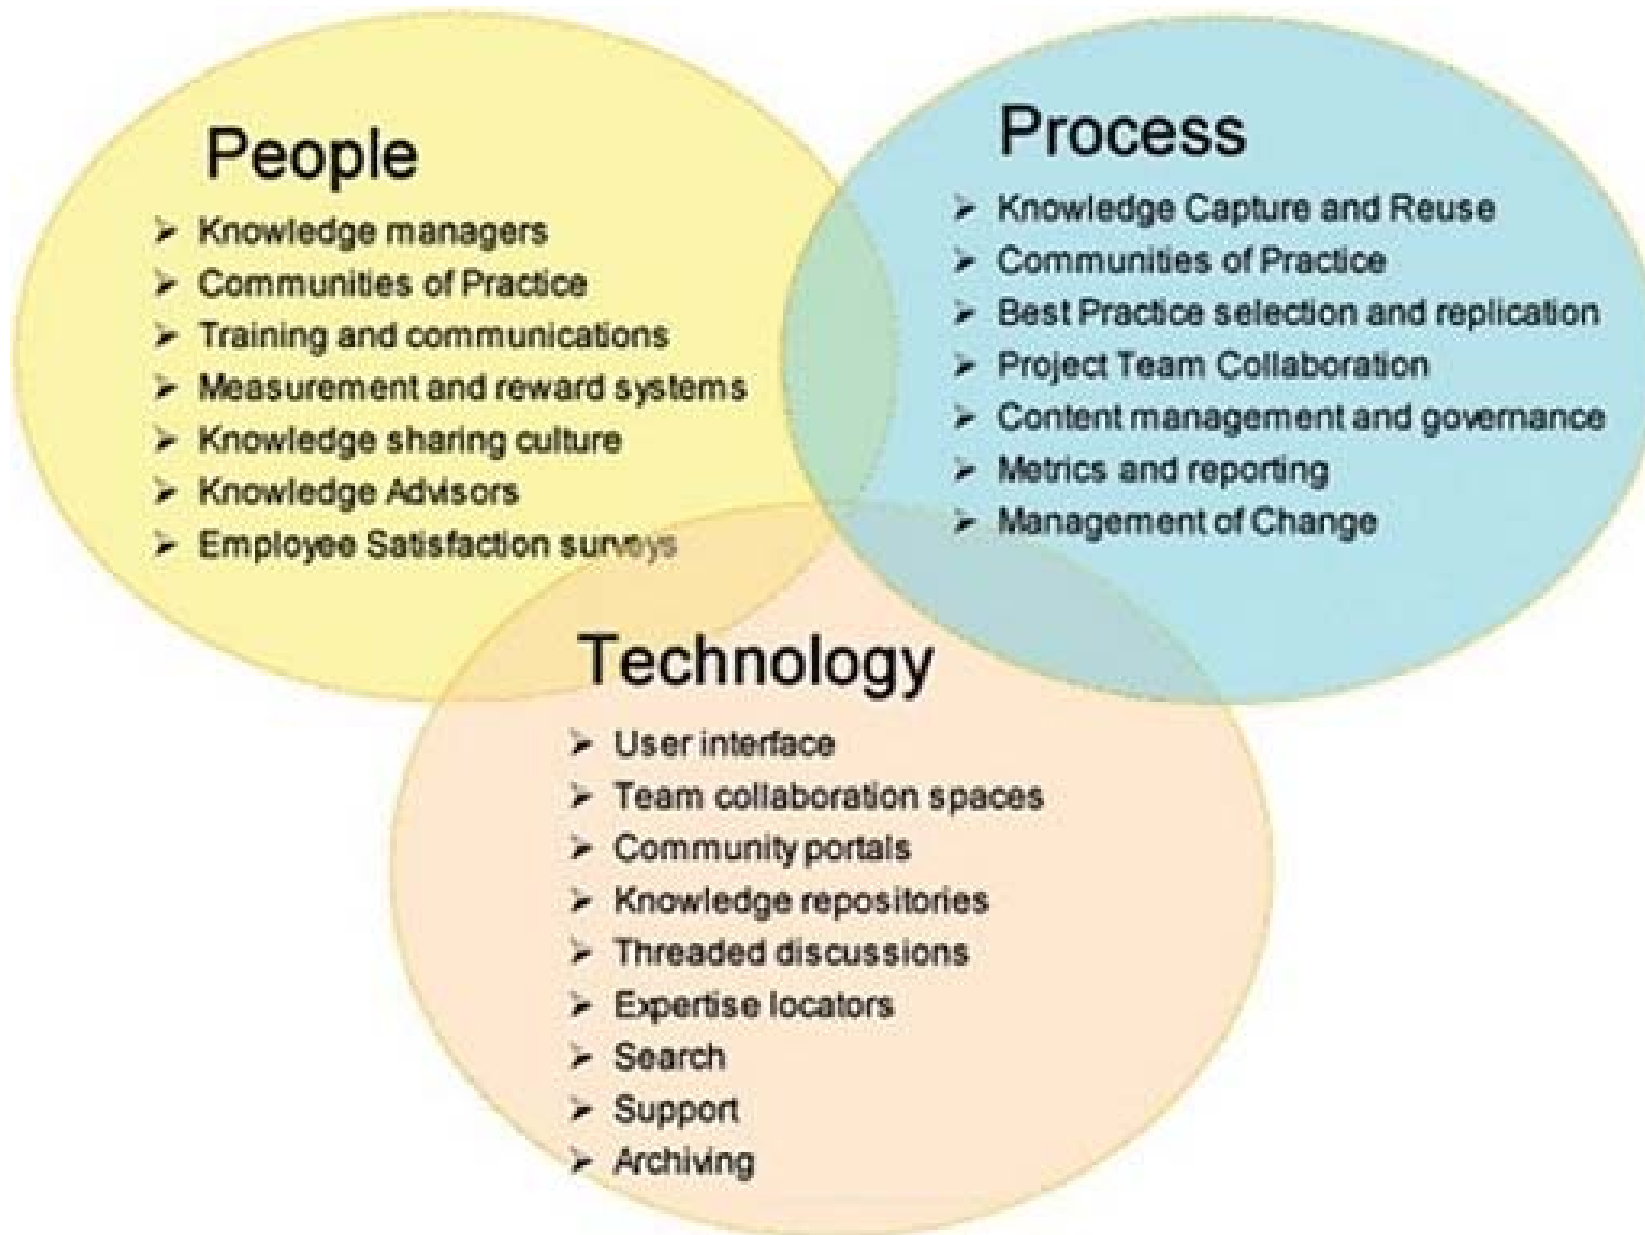 People
➢ Knowledge managers
➢ Communities of Practice
➢ Training and communications
➢ Measurement and reward systems
➢ Knowledge sharing culture
➢ Knowledge Advisors
➢ Employee Satisfaction surveys
Process
➢ Knowledge Capture and Reuse
➢ Communities of Practice
➢ Best Practice selection and replication
➢ Project Team Collaboration
➢ Content management and governance
➢ Metrics and reporting
➢ Management of Change
Technology
➢ User interface
➢ Team collaboration spaces
➢ Community portals
➢ Knowledge repositories
➢ Threaded discussions
➢ Expertise locators
➢ Search
➢ Support
➢ Archiving